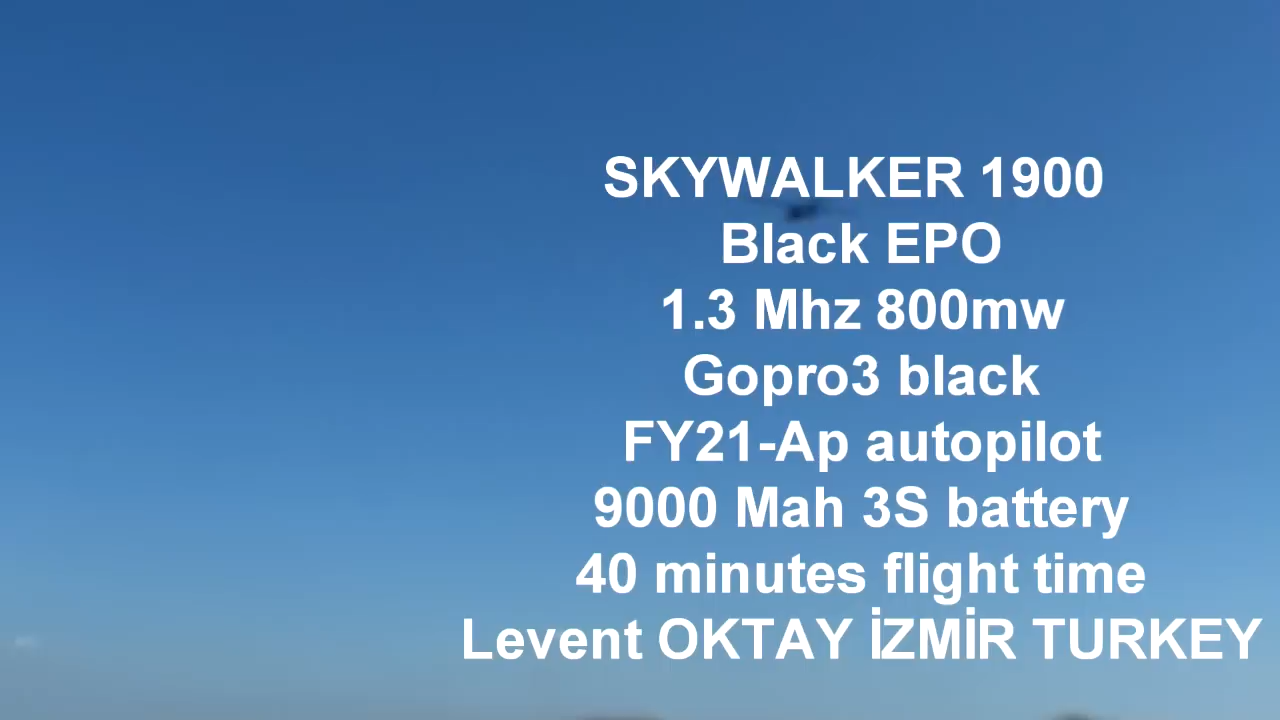 SKYWALKER 1900
Black EPO
1.3 Mhz 800mw
Gopro3 black
FY21-Ap autopilot
9000 Mah 3S battery
40 minutes flight time
Levent OKTAY İZMİR TURKEY